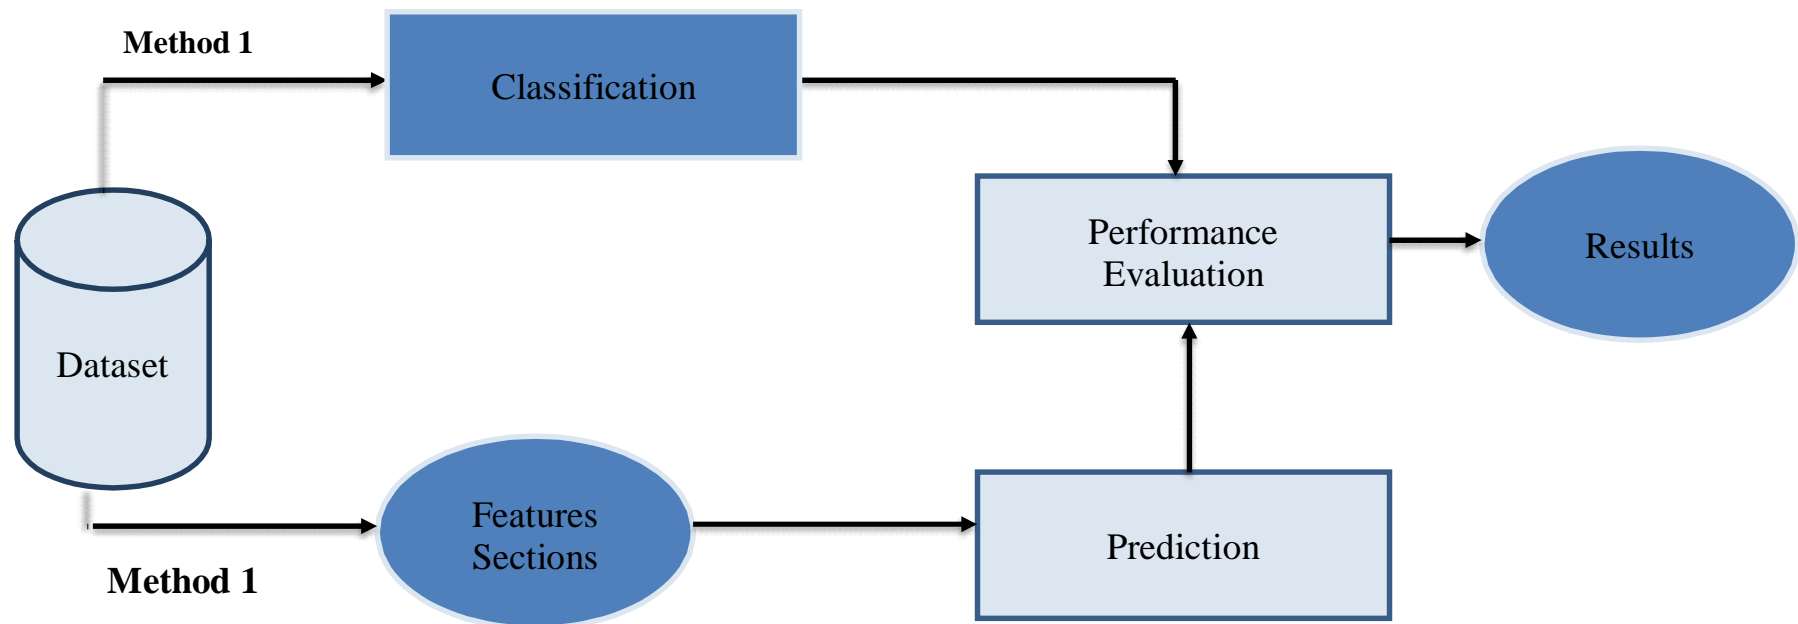 Method 1
Classification
Performance
Evaluation
Results
Dataset
Features
Sections
Prediction
Method 1